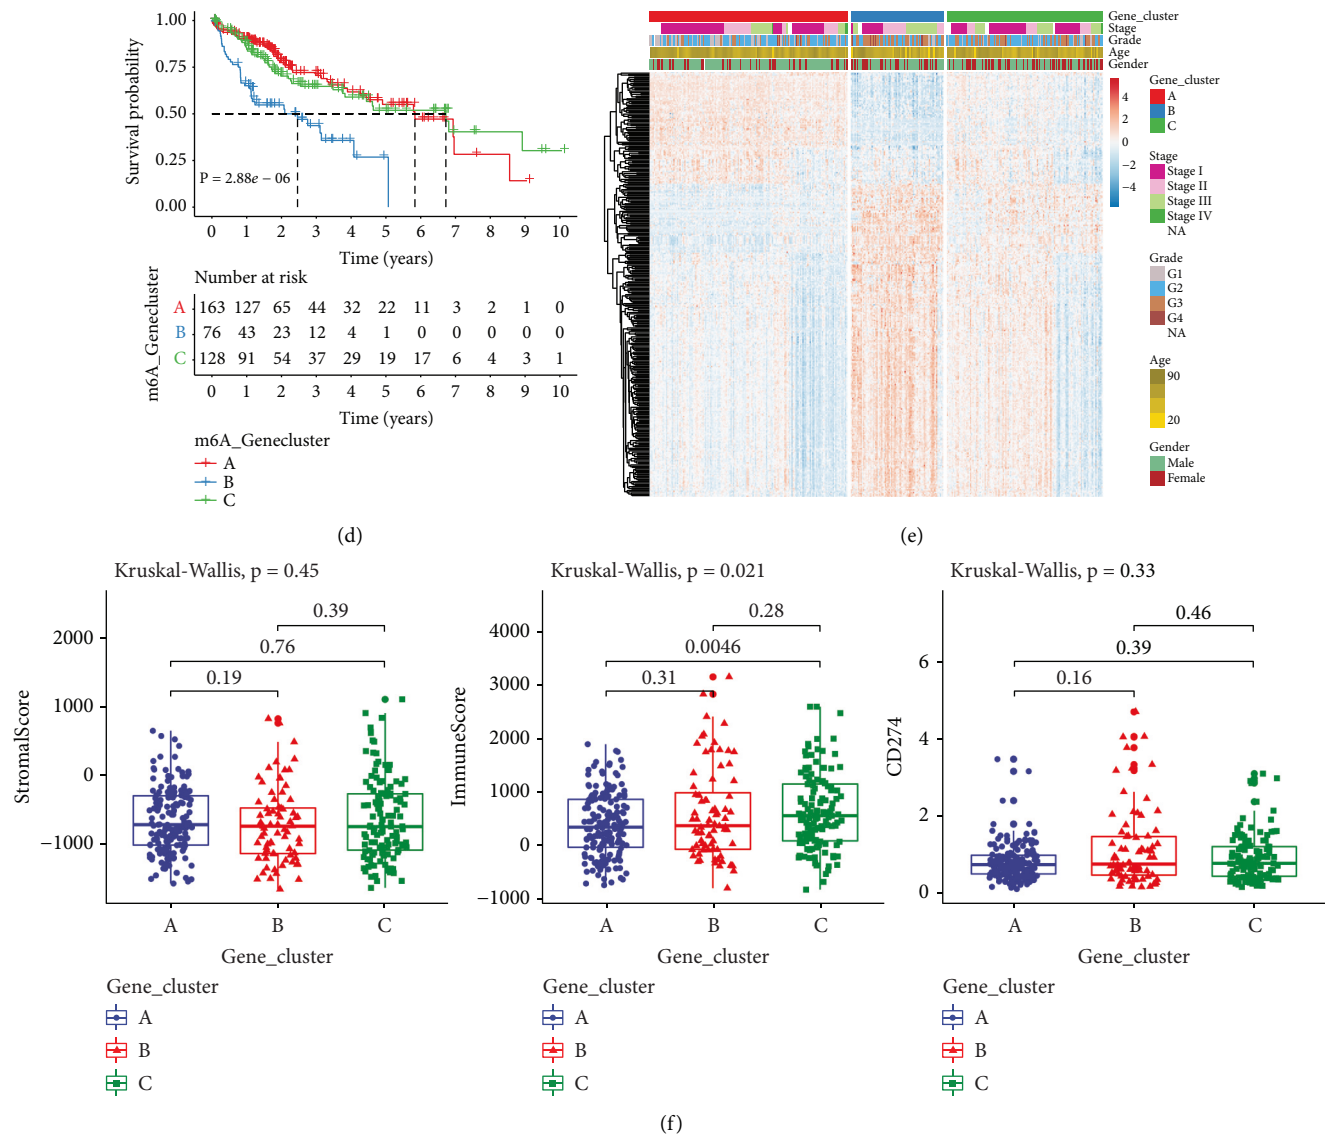 1.00
0.75
0.50
0.25
0.00
Survival probability
P = 2.88e − 06
0 1 2 3 4 5 6 7 8 9 10
Time (years)
Number at risk
m6A_Genecluster
A 163 127 65 44 32 22 11 3 2 1 0
B 76 43 23 12 4 1 0 0 0 0 0
C 128 91 54 37 29 19 17 6 4 3 1
0 1 2 3 4 5 6 7 8 9 10
Time (years)
m6A_Genecluster
A
B
C
(d)
Gene_cluster
Stage
Grade
Age
Gender
4
2
0
−2
−4
Gene_cluster
A
B
C
Stage
Stage I
Stage II
Stage III
Stage IV
NA
Grade
G1
G2
G3
G4
NA
Age
90
20
Gender
Male
Female
(e)
Kruskal-Wallis, p = 0.45
StromalScore
2000
1000
0
−1000
0.39
0.76
0.19
A B C
Gene_cluster
Gene_cluster
A
B
C
Kruskal-Wallis, p = 0.021
ImmuneScore
4000
3000
2000
1000
0
−1000
0.28
0.0046
0.31
A B C
Gene_cluster
Gene_cluster
A
B
C
Kruskal-Wallis, p = 0.33
CD274
6
4
2
0
0.46
0.39
0.16
A B C
Gene_cluster
Gene_cluster
A
B
C
(f)